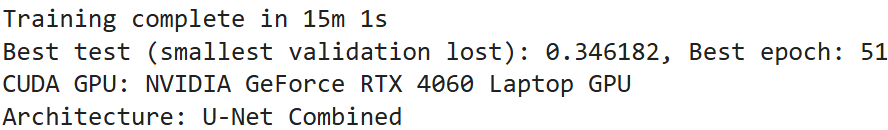 Training complete in 15m 1s
Best test (smallest validation lost): 0.346182, Best epoch: 51
CUDA GPU: NVIDIA GeForce RTX 4060 Laptop GPU
Architecture: U-Net Combined